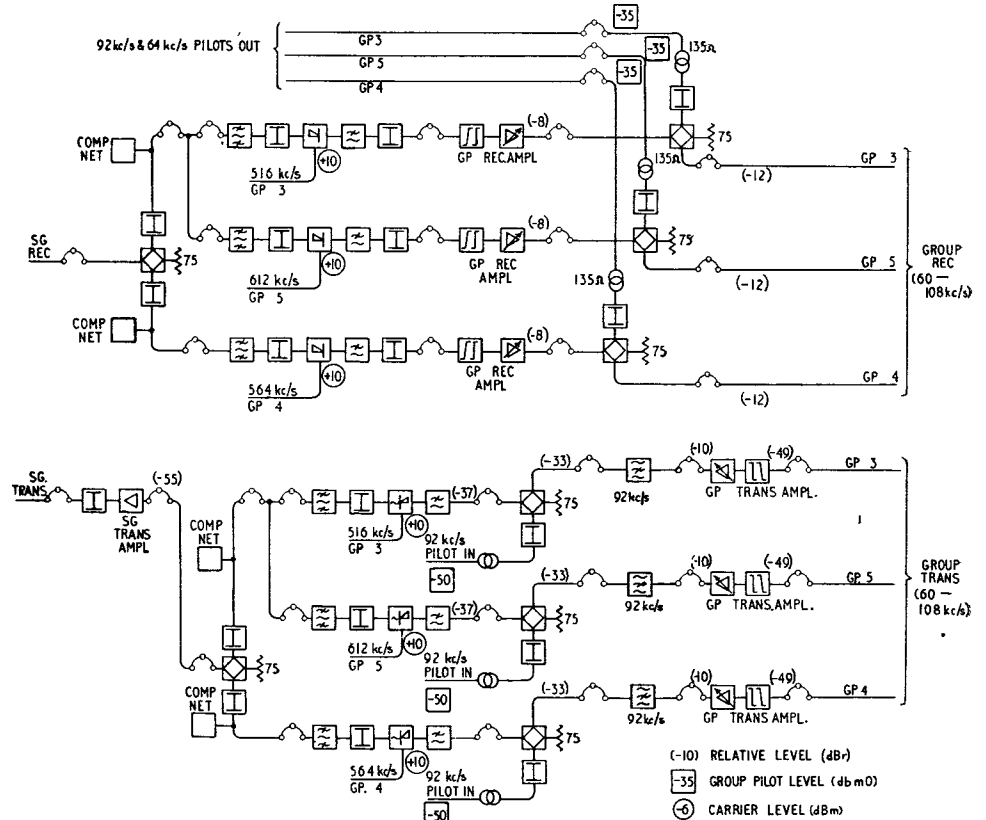 -35
92kc/s & 64kc/s PILOTS OUT
GP3
GP 5
GP4
-35
-35
135Ω
COMP NET
516 kc/s
GP 3
+10
GP REC.AMPL
(-8)
75
GP 3
(-12)
135Ω
SG REC
75
612 kc/s
GP 5
+10
GP REC AMPL
(-8)
75
GP 5
(-12)
GROUP REC
(60 — 108kc/s)
135Ω
COMP NET
564 kc/s
GP 4
+10
GP REC AMPL
(-8)
75
GP 4
(-12)
SG. TRANS
SG TRANS AMPL
(-55)
COMP NET
516 kc/s
GP 3
+10
(-37)
92 kc/s
PILOT IN
-50
(-33)
75
92kc/s
(-10)
GP TRANS AMPL.
(-49)
GP 3
75
612 kc/s
GP 5
+10
(-37)
92 kc/s
PILOT IN
-50
(-33)
75
92kc/s
(-10)
GP TRANS.AMPL.
(-49)
GP 5
GROUP TRANS
(60 — 108kc/s)
COMP NET
564 kc/s
GP. 4
+10
92 kc/s
PILOT IN
-50
(-33)
75
92kc/s
(-10)
GP TRANS AMPL.
(-49)
GP4
(-10) RELATIVE LEVEL (dBr)
-35 GROUP PILOT LEVEL (dbm0)
-6 CARRIER LEVEL (dBm)